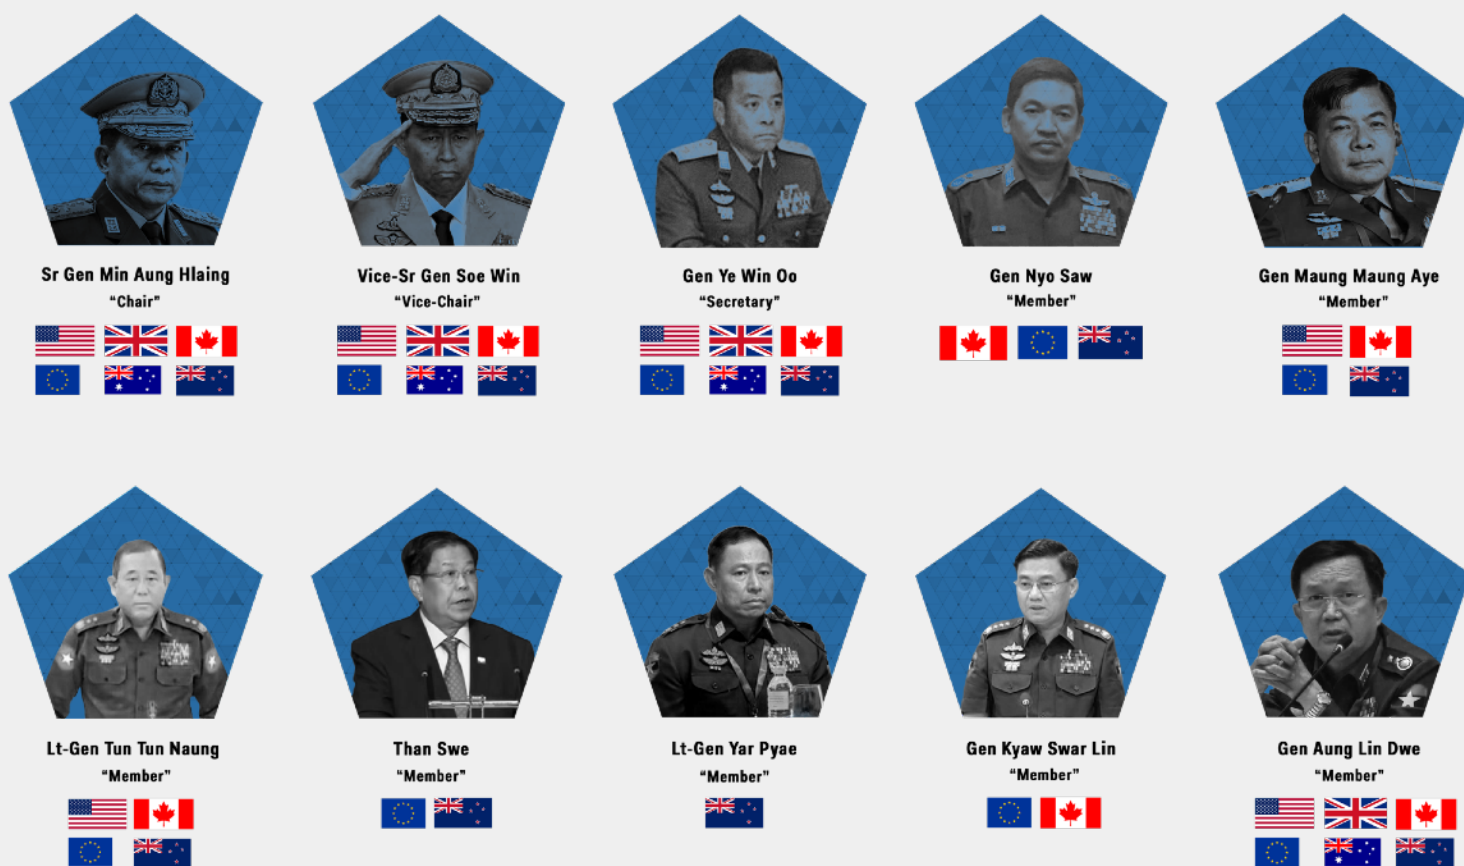 Sr Gen Min Aung Hlaing
“Chair”
Vice-Sr Gen Soe Win
“Vice-Chair”
Gen Ye Win Oo
“Secretary”
Gen Nyo Saw
“Member”
Gen Maung Maung Aye
“Member”
Lt-Gen Tun Tun Naung
“Member”
Than Swe
“Member”
Lt-Gen Yar Pyae
“Member”
Gen Kyaw Swar Lin
“Member”
Gen Aung Lin Dwe
“Member”